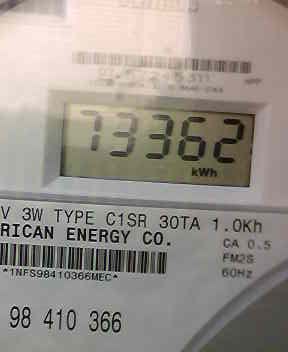 73362
kWh
V 3W TYPE C1SR 30TA 1.0Kh
RICAN ENERGY CO.
CA 0.5
FM2S
*1NFS98410366MEC*
60Hz
98 410 366